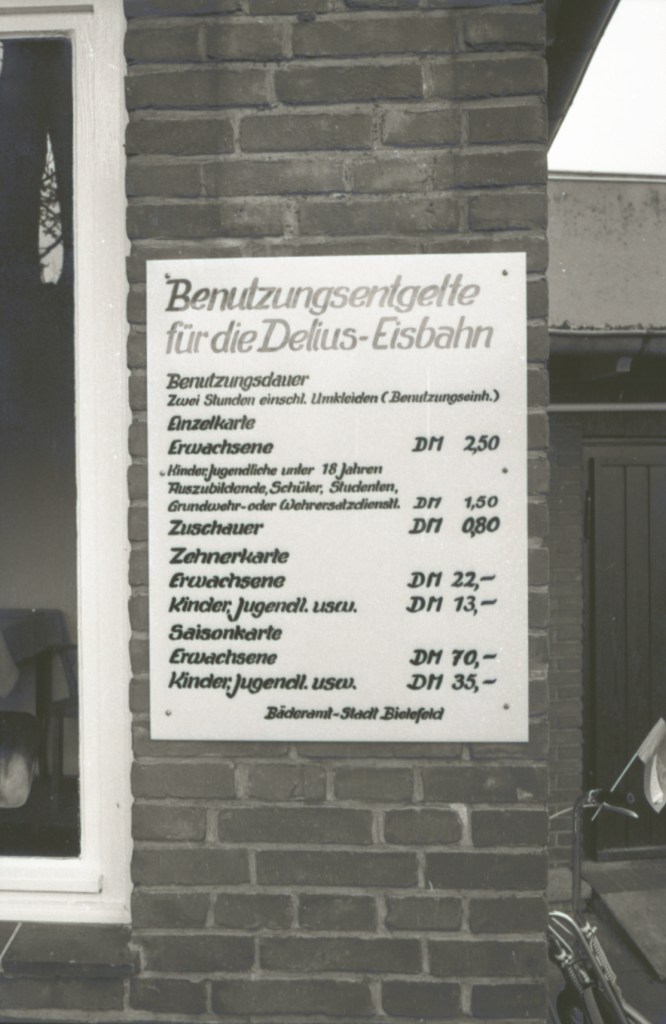 Benutzungsentgelte
für die Delius-Eisbahn
Benutzungsdauer
Zwei Stunden einschl. Umkleiden (Benutzungseinh.)
Einzelkarte
Erwachsene DM 2,50
Kinder, Jugendliche unter 18 Jahren
Auszubildende, Schüler, Studenten,
Grundwehr- oder Wehrersatzdienstl. DM 1,50
Zuschauer DM 0,80
Zehnerkarte
Erwachsene DM 22,-
Kinder, Jugendl. usw. DM 13,-
Saisonkarte
Erwachsene DM 70,-
Kinder, Jugendl. usw. DM 35,-
Bäderamt-Stadt Bielefeld